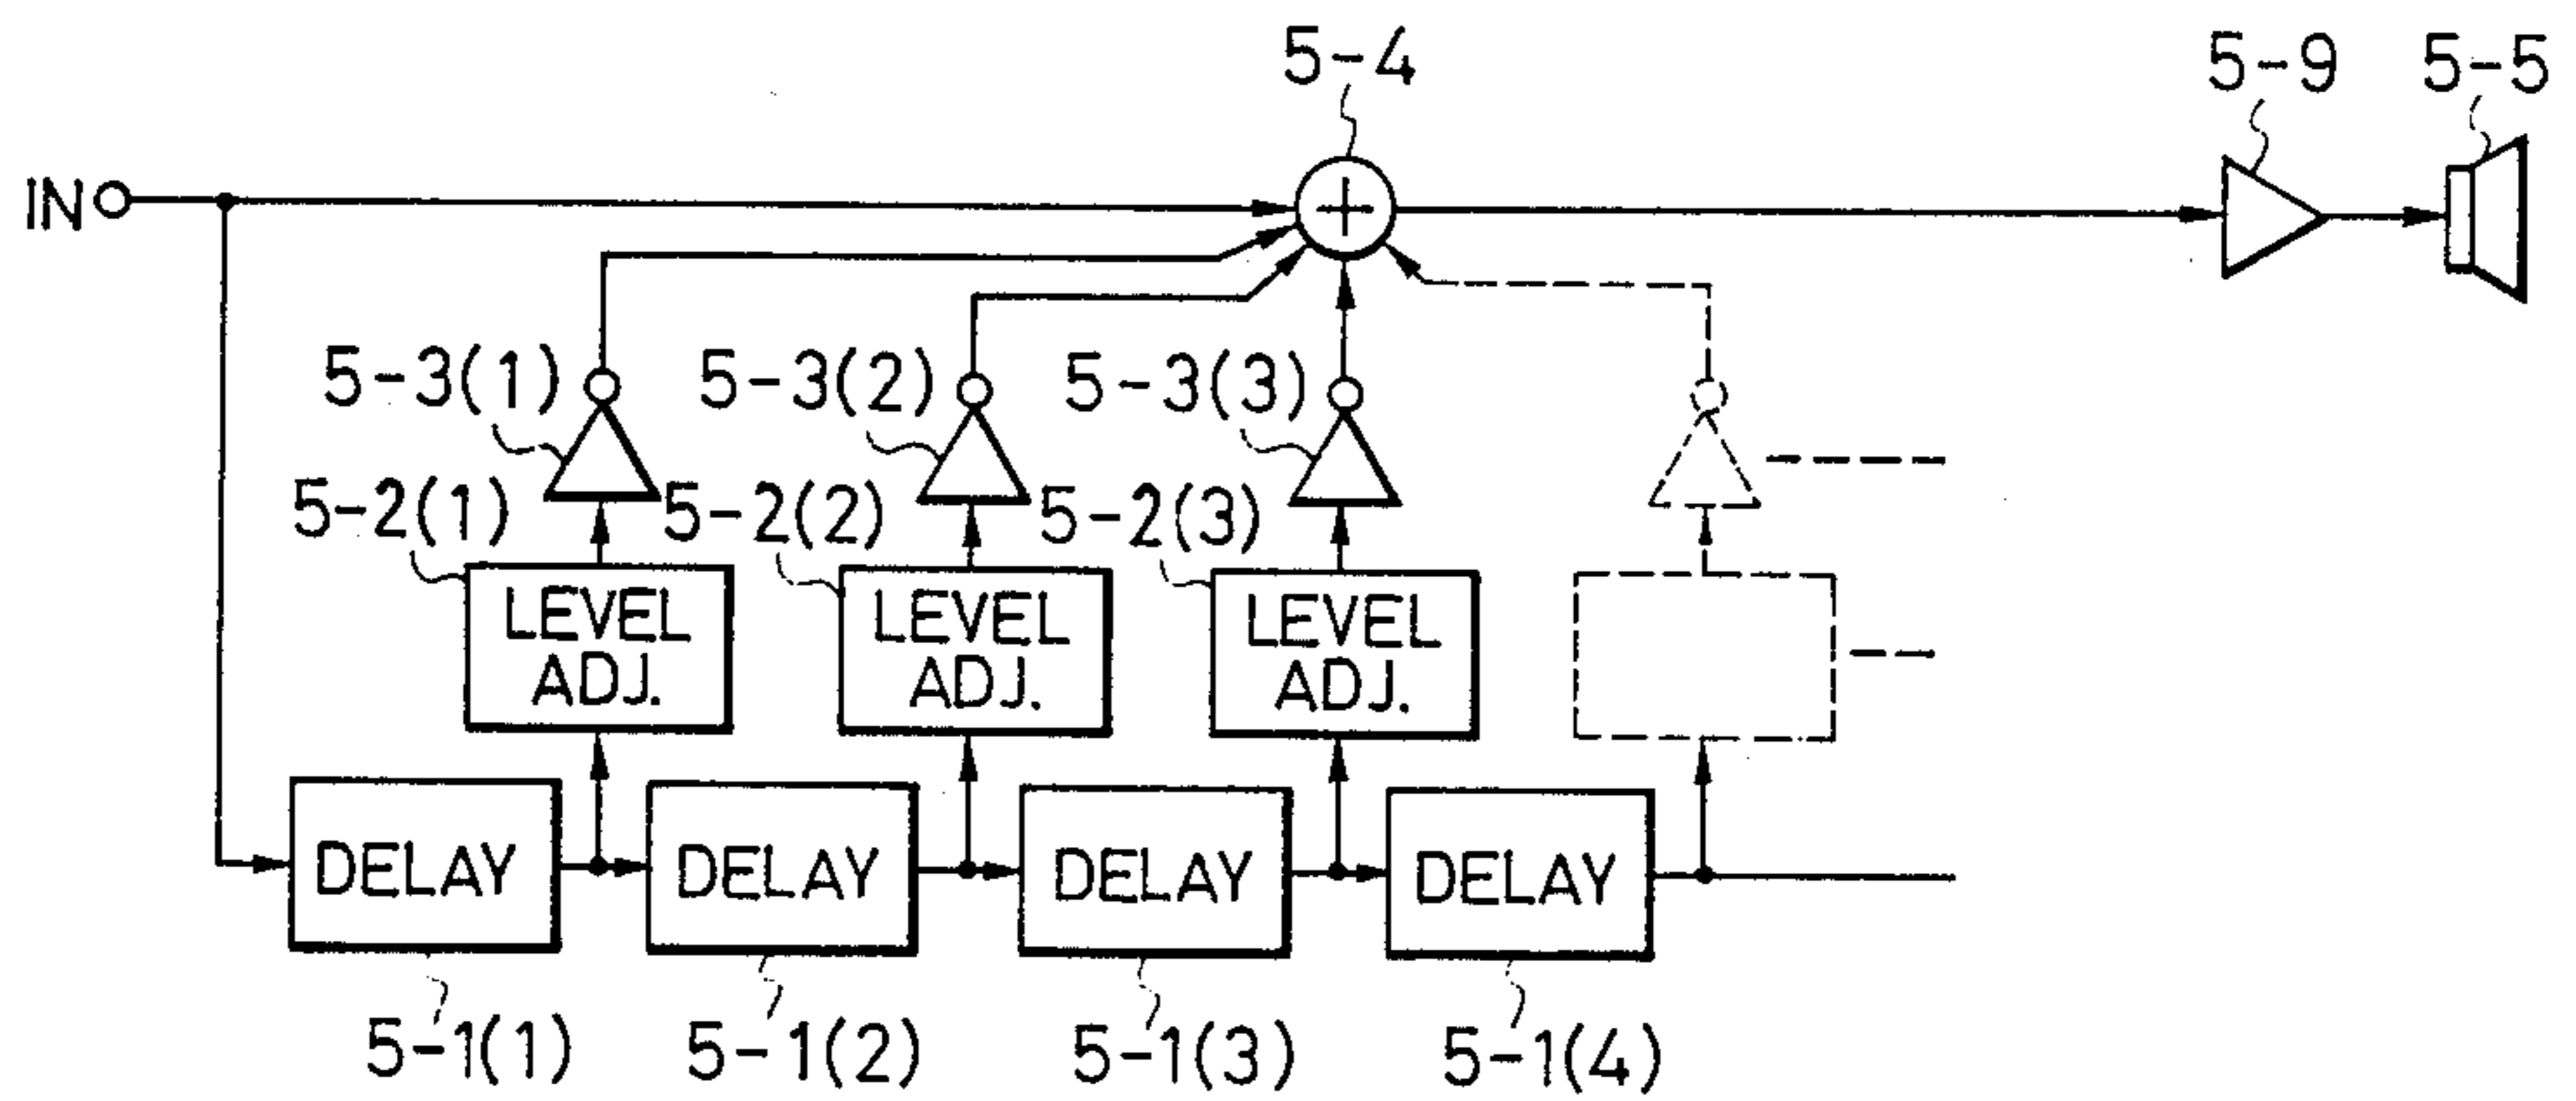 5-4
5-9
5-5
IN
5-3(1)
5-3(2)
5-3(3)
5-2(1)
5-2(2)
5-2(3)
LEVEL
ADJ.
LEVEL
ADJ.
LEVEL
ADJ.
DELAY
DELAY
DELAY
DELAY
5-1(1)
5-1(2)
5-1(3)
5-1(4)